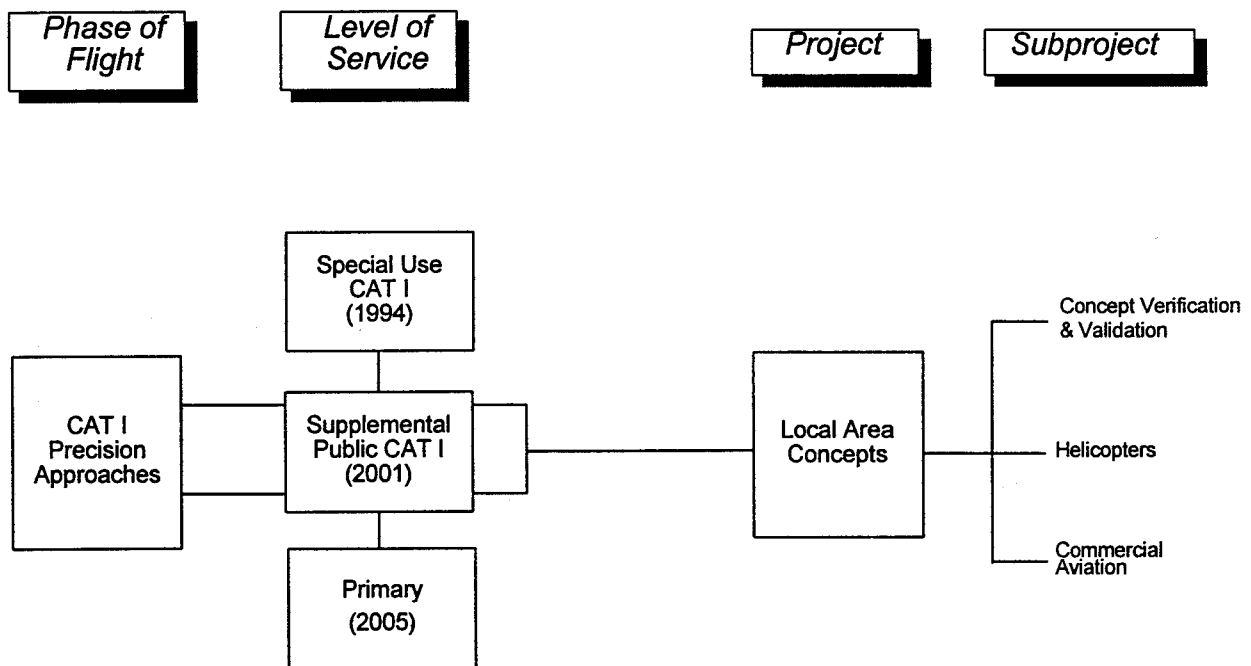 Phase of
Flight
Level of
Service
Project
Subproject
Special Use
CAT I
(1994)
CAT I
Precision
Approaches
Supplemental
Public CAT I
(2001)
Primary
(2005)
Local Area
Concepts
Concept Verification
& Validation
Helicopters
Commercial
Aviation